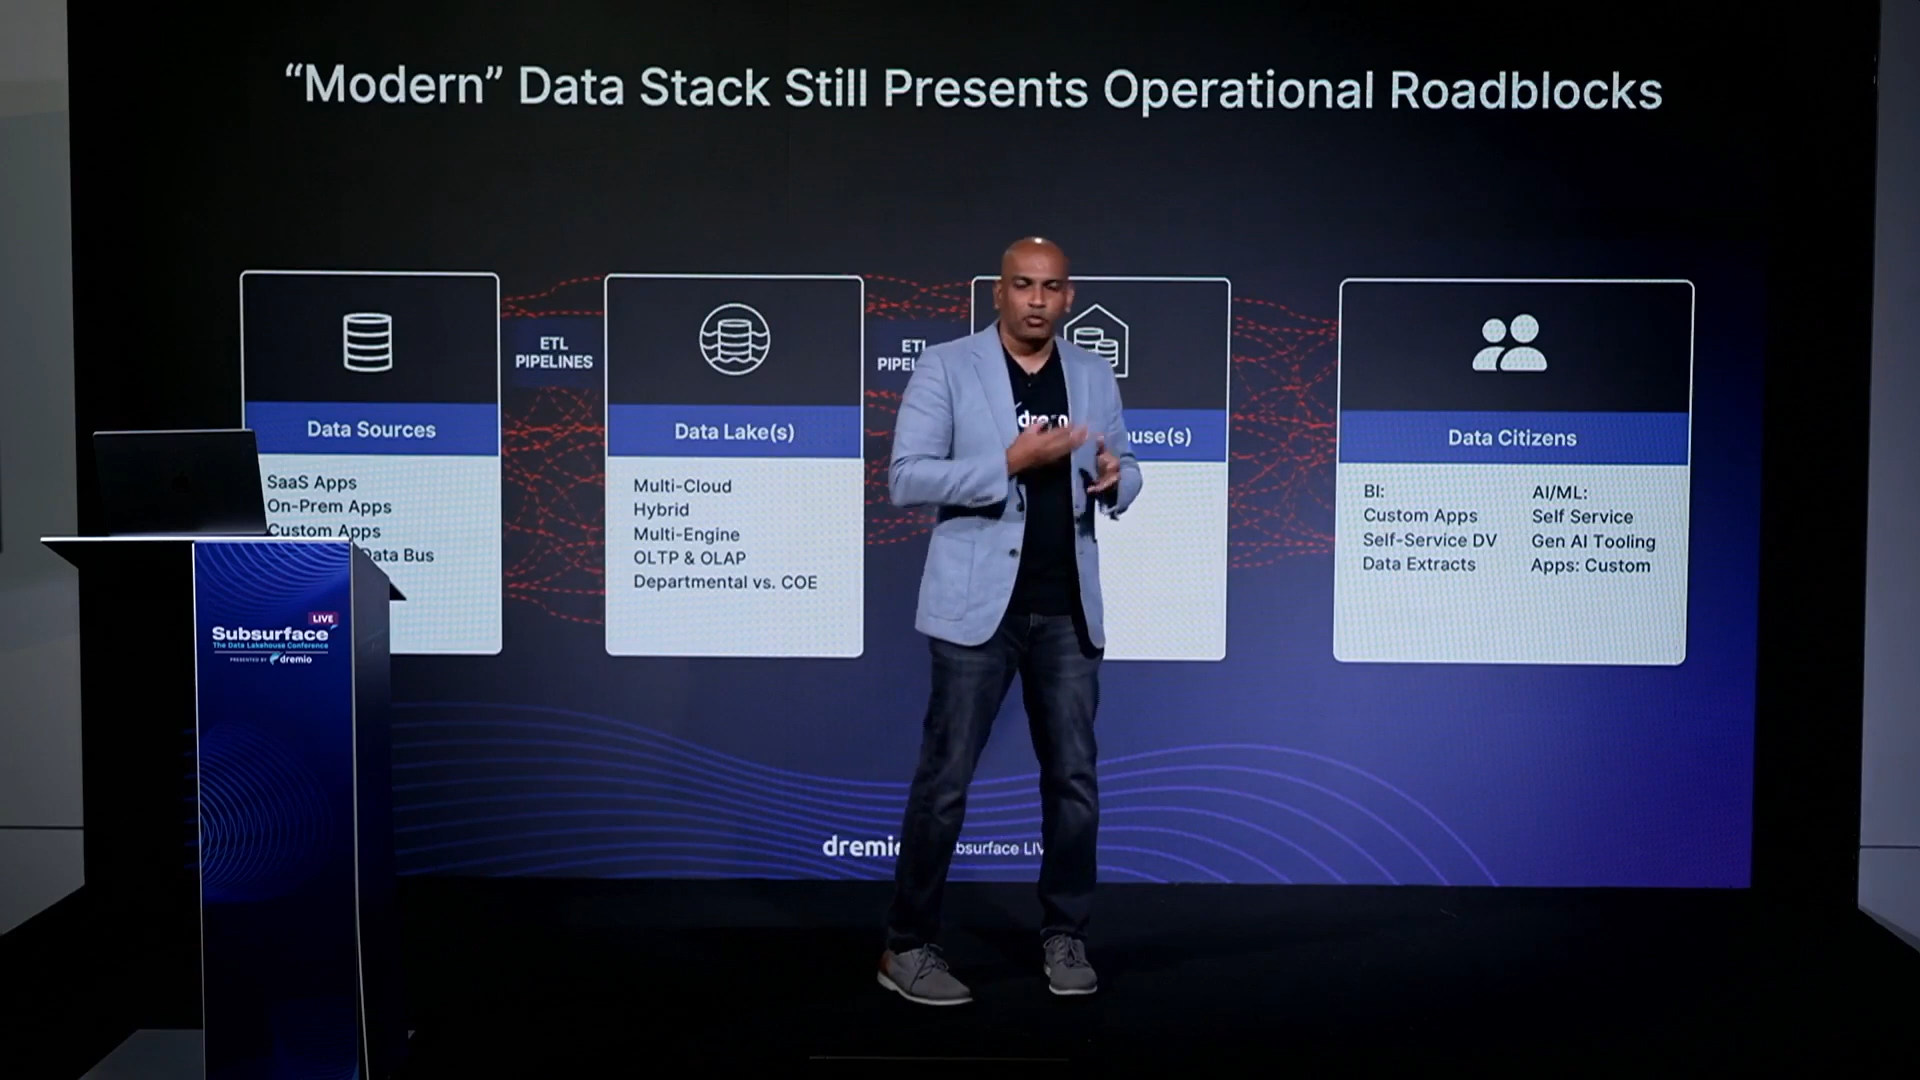 “Modern” Data Stack Still Presents Operational Roadblocks
ETL
PIPELINES
ETL
Data Sources
SaaS Apps
On-Prem Apps
Custom Apps
Data Bus
Data Lake(s)
Multi-Cloud
Hybrid
Multi-Engine
OLTP & OLAP
Departmental vs. COE
Data Citizens
BI:
Custom Apps
Self-Service DV
Data Extracts
AI/ML:
Self Service
Gen AI Tooling
Apps: Custom
LIVE
Subsurface
The Data Lakehouse Conference
PRESENTED BY dremio